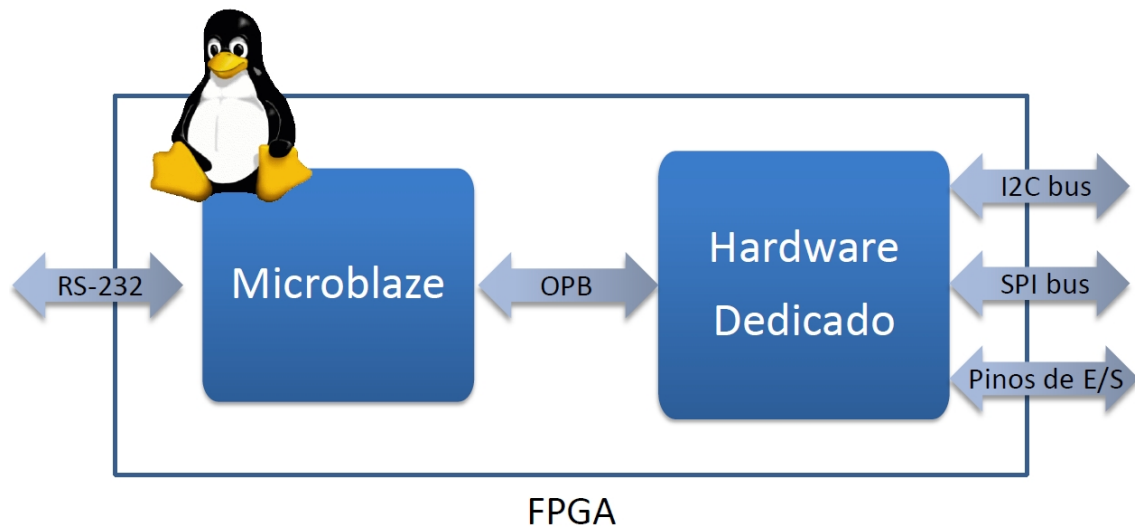 RS-232
Microblaze
OPB
Hardware
Dedicado
I2C bus
SPI bus
Pinos de E/S
FPGA